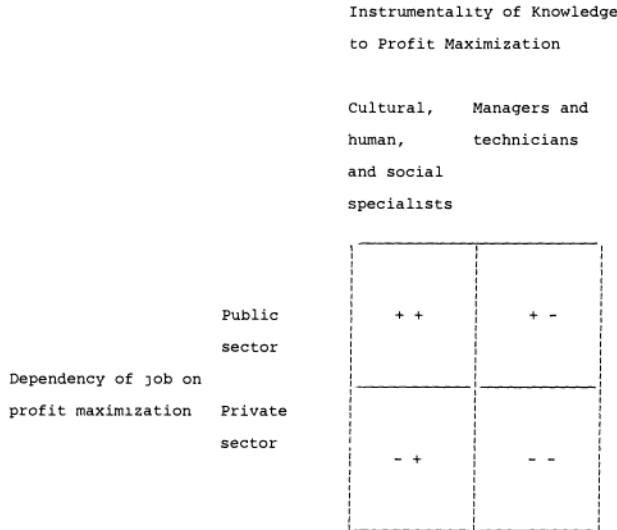 Instrumentality of Knowledge
to Profit Maximization
Cultural, Managers and
human, technicians
and social
specialists
Public + + + -
sector
Dependency of job on
profit maximization Private
sector
- + - -